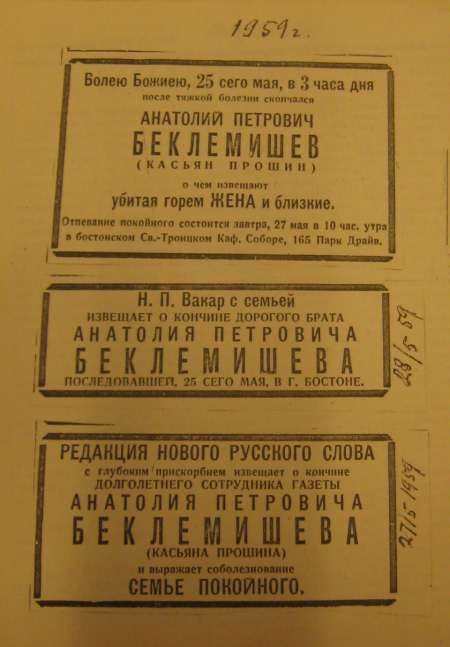 1959 г.
Болею Божиею, 25 сего мая, в 3 часа дня
после тяжкой болезни скончался
АНАТОЛИЙ ПЕТРОВИЧ
БЕКЛЕМИШЕВ
(КАСЬЯН ПРОШИН)
о чем извещают
убитая горем ЖЕНА и близкие.
Отпевание покойного состоится завтра, 27 мая в 10 час. утра
в бостонском Св.-Троицком Каф. Соборе, 165 Парк Драйв.
Н. П. Вакар с семьей
ИЗВЕЩАЕТ О КОНЧИНЕ ДОРОГОГО БРАТА
АНАТОЛИЯ ПЕТРОВИЧА
БЕКЛЕМИШЕВА
ПОСЛЕДОВАВШЕЙ, 25 СЕГО МАЯ, В Г. БОСТОНЕ.
28/5 59
РЕДАКЦИЯ НОВОГО РУССКОГО СЛОВА
с глубоким прискорбием извещает о кончине
ДОЛГОЛЕТНЕГО СОТРУДНИКА ГАЗЕТЫ
АНАТОЛИЯ ПЕТРОВИЧА
БЕКЛЕМИШЕВА
(КАСЬЯНА ПРОШИНА)
и выражает соболезнование
СЕМЬЕ ПОКОЙНОГО.
27/5-1959